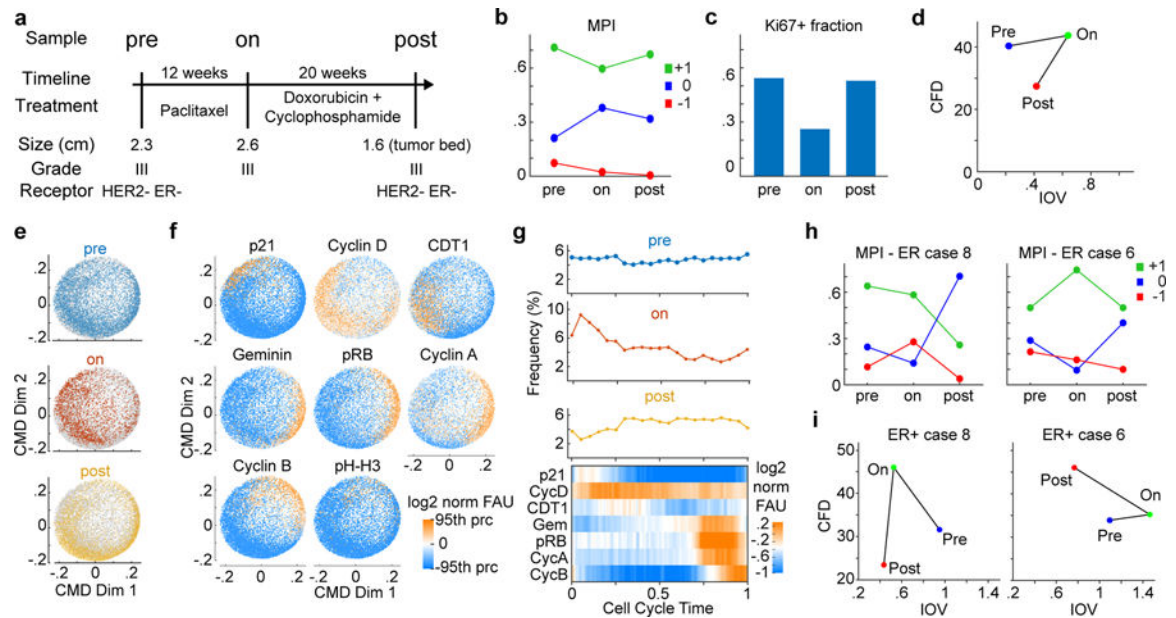 a
Sample pre on post
Timeline 12 weeks 20 weeks
Treatment Paclitaxel Doxorubicin +
Cyclophosphamide
Size (cm) 2.3 2.6 1.6 (tumor bed)
Grade III III III
Receptor HER2- ER- HER2- ER-
b
MPI
.6
.3
0
pre on post
+1
0
-1
c
Ki67+ fraction
.6
.3
0
pre on post
d
CFD
40
20
0
Pre
On
Post
0 .4 .8
IOV
e
pre
.2
0
-.2
on
.2
0
-.2
post
.2
0
-.2
-.2 0 .2
CMD Dim 1
f
p21 Cyclin D CDT1
.2
0
-.2
Geminin pRB Cyclin A
CMD Dim 2
.2
0
-.2
-.2 0 .2
Cyclin B pH-H3
.2
0
-.2
-.2 0 .2 -.2 0 .2
CMD Dim 1
log2 norm FAU
95th prc
0
-95th prc
g
pre
6
2
on
10
6
2
post
6
2
Frequency (%)
p21
CycD
CDT1
Gem
pRB
CycA
CycB
log2
norm
FAU
.2
-.2
-.6
-1
0 0.5 1
Cell Cycle Time
h
MPI - ER case 8 MPI - ER case 6
.6
.3
0
pre on post pre on post
+1
0
-1
i
ER+ case 8 ER+ case 6
CFD
50
40
30
20
On
Pre
Post
Post
On
Pre
.2 .6 1 1.4 .2 .6 1 1.4
IOV IOV